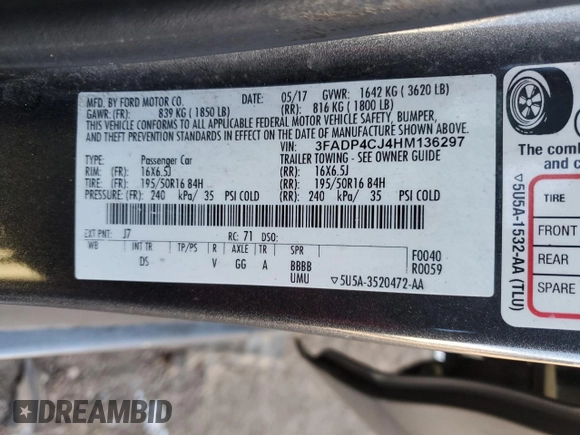 MFD. BY FORD MOTOR CO.
DATE: 05/17 GVWR: 1642 KG ( 3620 LB)
GAWR: (FR): 839 KG ( 1850 LB) (RR): 816 KG ( 1800 LB)
THIS VEHICLE CONFORMS TO ALL APPLICABLE FEDERAL MOTOR VEHICLE SAFETY, BUMPER,
AND THEFT PREVENTION STANDARDS IN EFFECT ON THE DATE OF MANUFACTURE SHOWN ABOVE.
VIN: 3FADP4CJ4HM136297
TYPE: Passenger Car TRAILER TOWING - SEE OWNER GUIDE
RIM: (FR): 16X6.5J (RR): 16X6.5J
TIRE: (FR): 195/50R16 84H (RR): 195/50R16 84H
PRESSURE: (FR): 240 kPa/ 35 PSI COLD (RR): 240 kPa/ 35 PSI COLD
EXT PNT: J7 RC: 71 DSO:
WB INT TR TP/PS R AXLE TR SPR F0040
DS V GG A BBBB R0059
UMU ▽5U5A-3520472-AA
The comb
avec
TIRE
FRONT
REAR
SPARE
▽5U5A-1532-AA (TLU)
DREAMBID